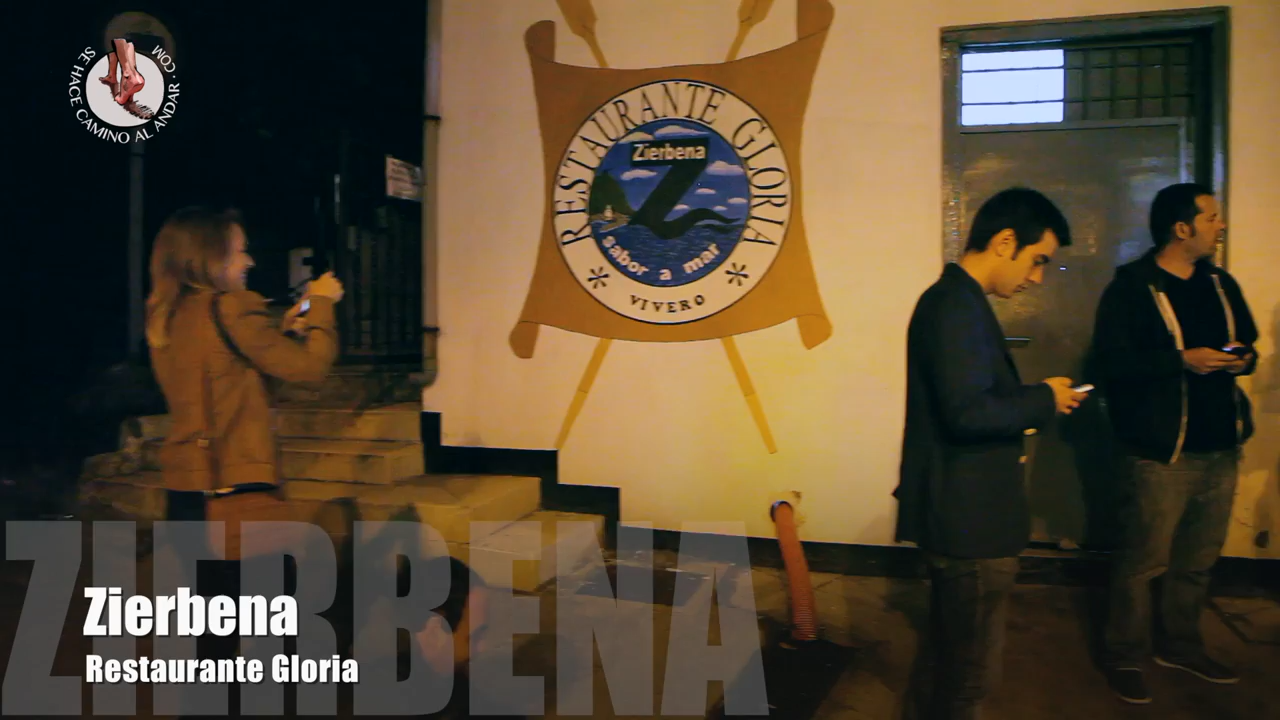 SE HACE CAMINO AL ANDAR.COM
RESTAURANTE GLORIA
Zierbena
sabor a mar
* VIVERO *
ZIERBENA
Zierbena
Restaurante Gloria